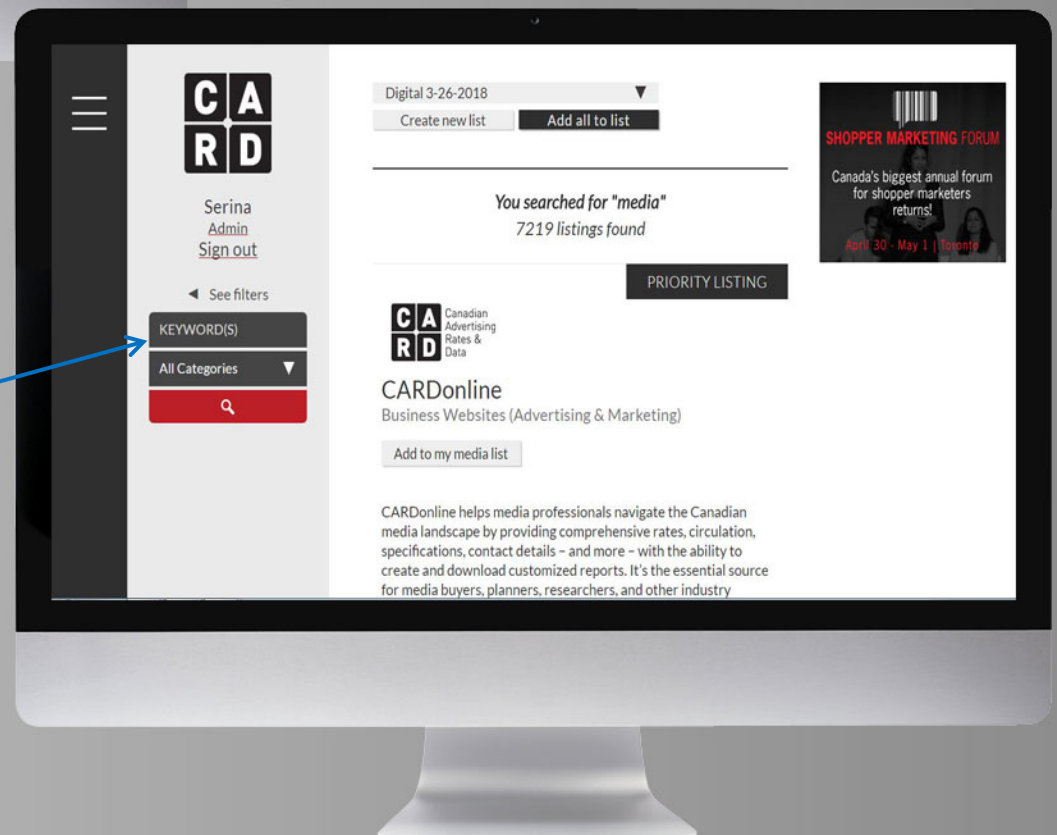 CA
RD
Serina
Admin
Sign out
◄ See filters
KEYWORD(S)
All Categories ▼
Digital 3-26-2018 ▼
Create new list
Add all to list
You searched for "media"
7219 listings found
PRIORITY LISTING
CA
RD
Canadian
Advertising
Rates &
Data
CARDonline
Business Websites (Advertising & Marketing)
Add to my media list
CARDonline helps media professionals navigate the Canadian
media landscape by providing comprehensive rates, circulation,
specifications, contact details – and more – with the ability to
create and download customized reports. It's the essential source
for media buyers, planners, researchers, and other industry
SHOPPER MARKETING FORUM
Canada's biggest annual forum
for shopper marketers
returns!
April 30 - May 1 | Toronto